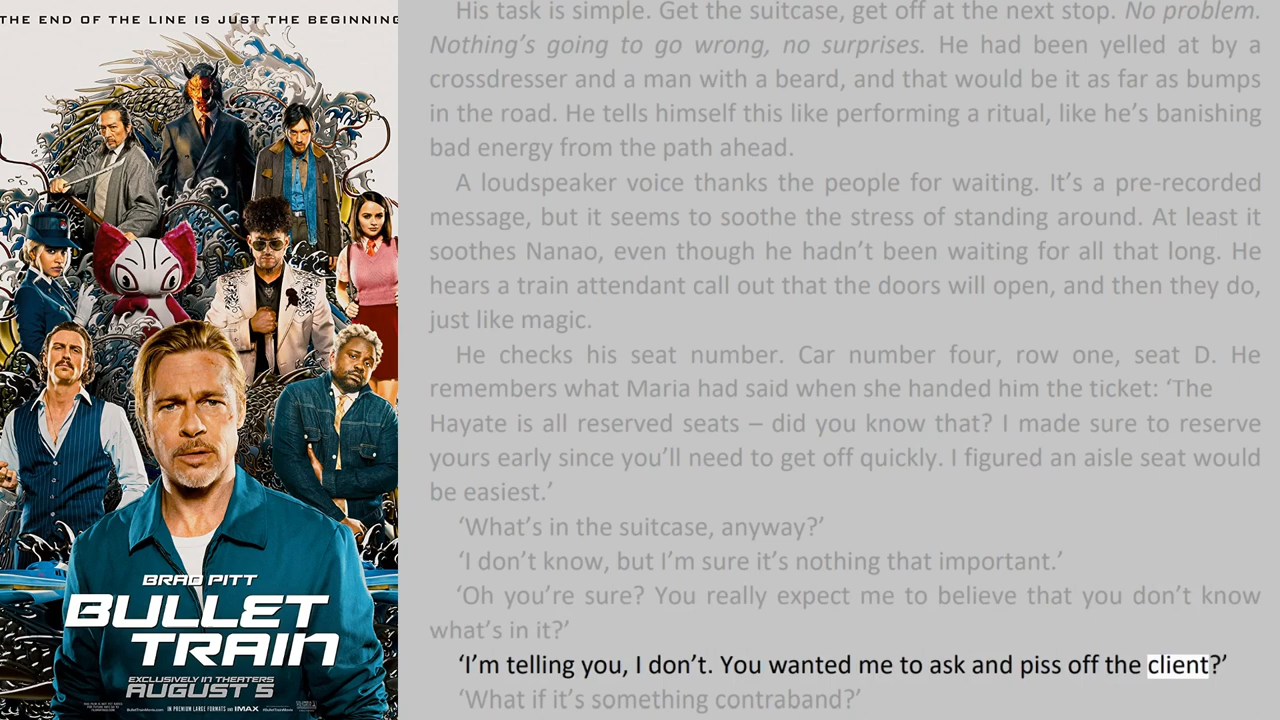 THE END OF THE LINE IS JUST THE BEGINNING
BRAD PITT
BULLET
TRAIN
EXCLUSIVELY IN THEATERS
AUGUST 5
BulletTrainMovie.com
IN PREMIUM LARGE FORMATS AND IMAX
#BulletTrainMovie
His task is simple. Get the suitcase, get off at the next stop. No problem.
Nothing’s going to go wrong, no surprises. He had been yelled at by a
crossdresser and a man with a beard, and that would be it as far as bumps
in the road. He tells himself this like performing a ritual, like he’s banishing
bad energy from the path ahead.
A loudspeaker voice thanks the people for waiting. It’s a pre-recorded
message, but it seems to soothe the stress of standing around. At least it
soothes Nanao, even though he hadn’t been waiting for all that long. He
hears a train attendant call out that the doors will open, and then they do,
just like magic.
He checks his seat number. Car number four, row one, seat D. He
remembers what Maria had said when she handed him the ticket: ‘The
Hayate is all reserved seats – did you know that? I made sure to reserve
yours early since you’ll need to get off quickly. I figured an aisle seat would
be easiest.’
‘What’s in the suitcase, anyway?’
‘I don’t know, but I’m sure it’s nothing that important.’
‘Oh you’re sure? You really expect me to believe that you don’t know
what’s in it?’
‘I’m telling you, I don’t. You wanted me to ask and piss off the client?’
‘What if it’s something contraband?’